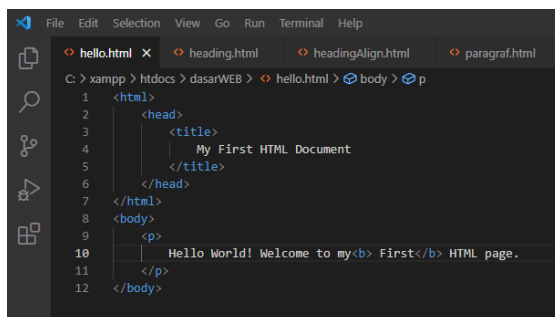 File Edit Selection View Go Run Terminal Help
<> hello.html × <> heading.html <> headingAlign.html <> paragraf.html
C: > xampp > htdocs > dasarWEB > <> hello.html > body > p
1 <html>
2 <head>
3 <title>
4 My First HTML Document
5 </title>
6 </head>
7 </html>
8 <body>
9 <p>
10 Hello World! Welcome to my<b> First</b> HTML page.
11 </p>
12 </body>